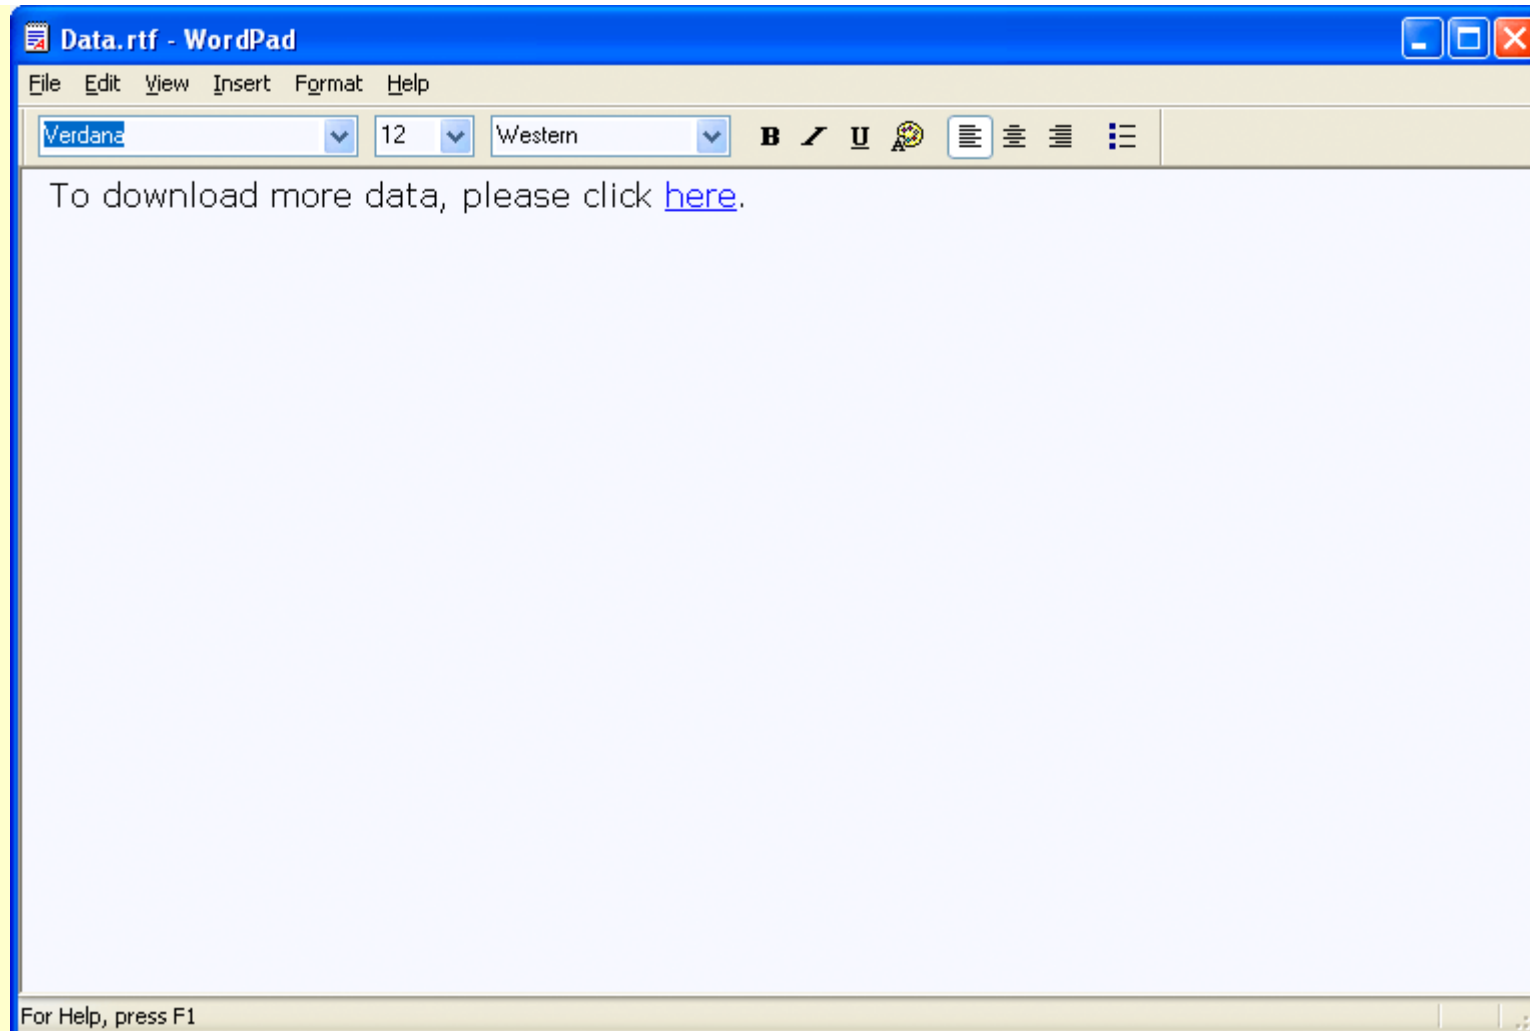 Data.rtf - WordPad
File Edit View Insert Format Help
Verdana 12 Western B I U
To download more data, please click here.
For Help, press F1